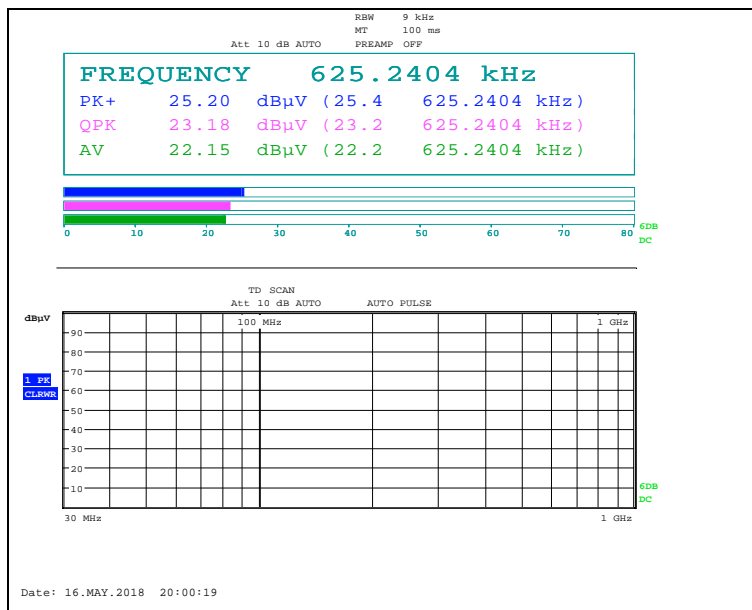 RBW 9 kHz
MT 100 ms
Att 10 dB AUTO PREAMP OFF
FREQUENCY 625.2404 kHz
PK+ 25.20 dBµV (25.4 625.2404 kHz)
QPK 23.18 dBµV (23.2 625.2404 kHz)
AV 22.15 dBµV (22.2 625.2404 kHz)
0 10 20 30 40 50 60 70 80
6DB
DC
TD SCAN
Att 10 dB AUTO AUTO PULSE
dBµV
100 MHz 1 GHz
90
80
70
1 PK
CLRWR
60
50
40
30
20
10
6DB
DC
30 MHz 1 GHz
Date: 16.MAY.2018 20:00:19